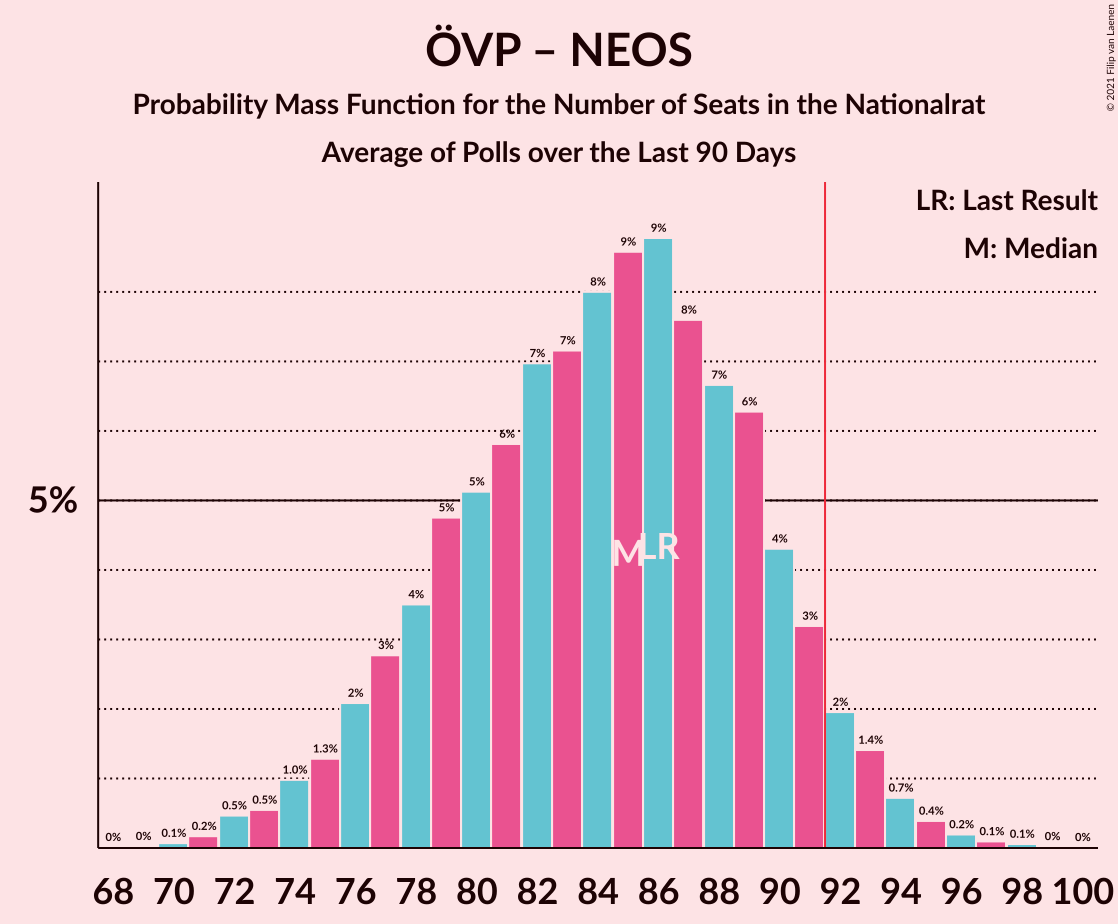 ÖVP – NEOS
Probability Mass Function for the Number of Seats in the Nationalrat
Average of Polls over the Last 90 Days
© 2021 Filip van Laenen
LR: Last Result
M: Median
5%
0% 0% 0.1% 0.2% 0.5% 0.5% 1.0% 1.3% 2% 3% 4% 5% 5% 6% 7% 7% 8% 9% 9% 8% 7% 6% 4% 3% 2% 1.4% 0.7% 0.4% 0.2% 0.1% 0.1% 0% 0%
M LR
68 70 72 74 76 78 80 82 84 86 88 90 92 94 96 98 100